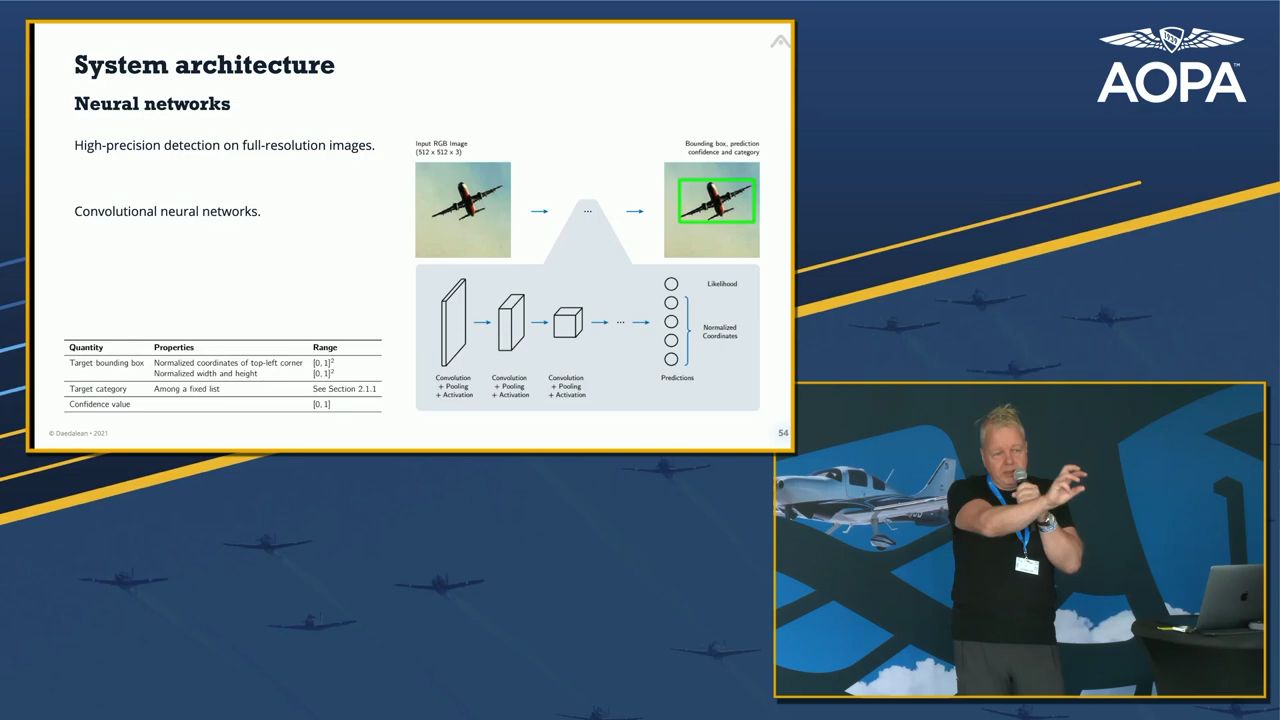 System architecture
Neural networks
High-precision detection on full-resolution images.
Convolutional neural networks.
Input RGB Image
(512 x 512 x 3)
Bounding box, prediction
confidence and category
...
Likelihood
Normalized
Coordinates
...
Convolution
+ Pooling
+ Activation
Convolution
+ Pooling
+ Activation
Convolution
+ Pooling
+ Activation
Predictions
Quantity Properties Range
Target bounding box Normalized coordinates of top-left corner [0, 1]²
Normalized width and height [0, 1]²
Target category Among a fixed list See Section 2.1.1
Confidence value [0, 1]
© Daedalean • 2021
54
1939
AOPA™